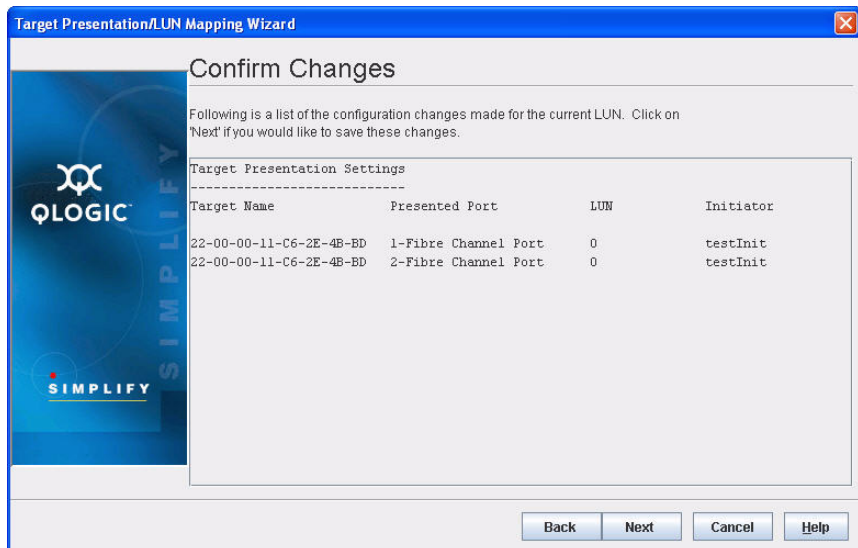 Target Presentation/LUN Mapping Wizard
Confirm Changes
Following is a list of the configuration changes made for the current LUN. Click on
'Next' if you would like to save these changes.
QLOGIC
SIMPLIFY
SIMPLIFY
Target Presentation Settings
----------------------------
Target Name Presented Port LUN Initiator
22-00-00-11-C6-2E-4B-BD 1-Fibre Channel Port 0 testInit
22-00-00-11-C6-2E-4B-BD 2-Fibre Channel Port 0 testInit
Back Next Cancel Help